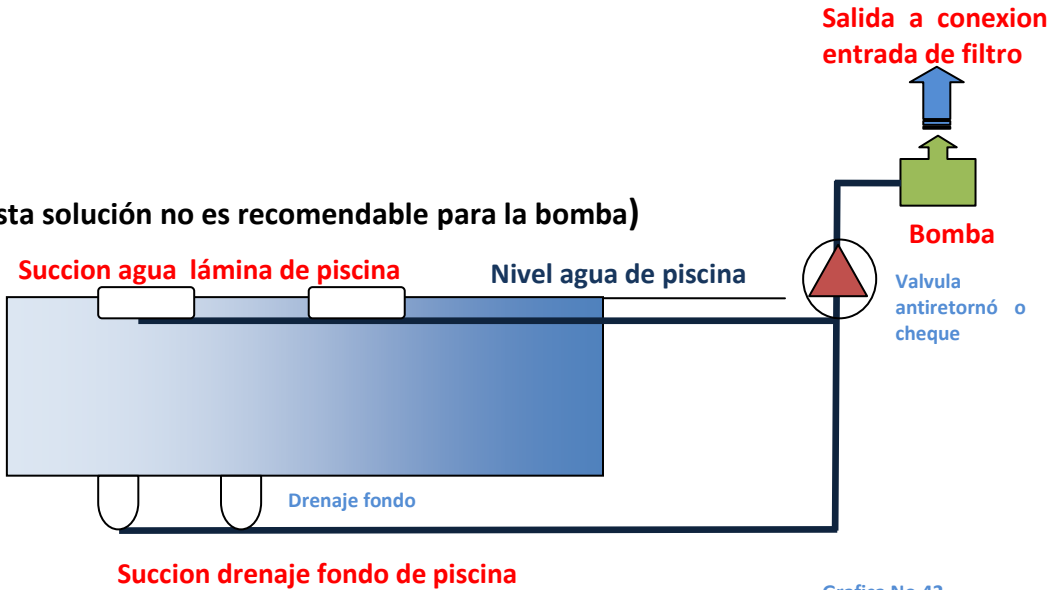 Salida a conexion
entrada de filtro
sta solución no es recomendable para la bomba)
Bomba
Succion agua lámina de piscina
Nivel agua de piscina
Valvula
antiretornó o
cheque
Drenaje fondo
Succion drenaje fondo de piscina